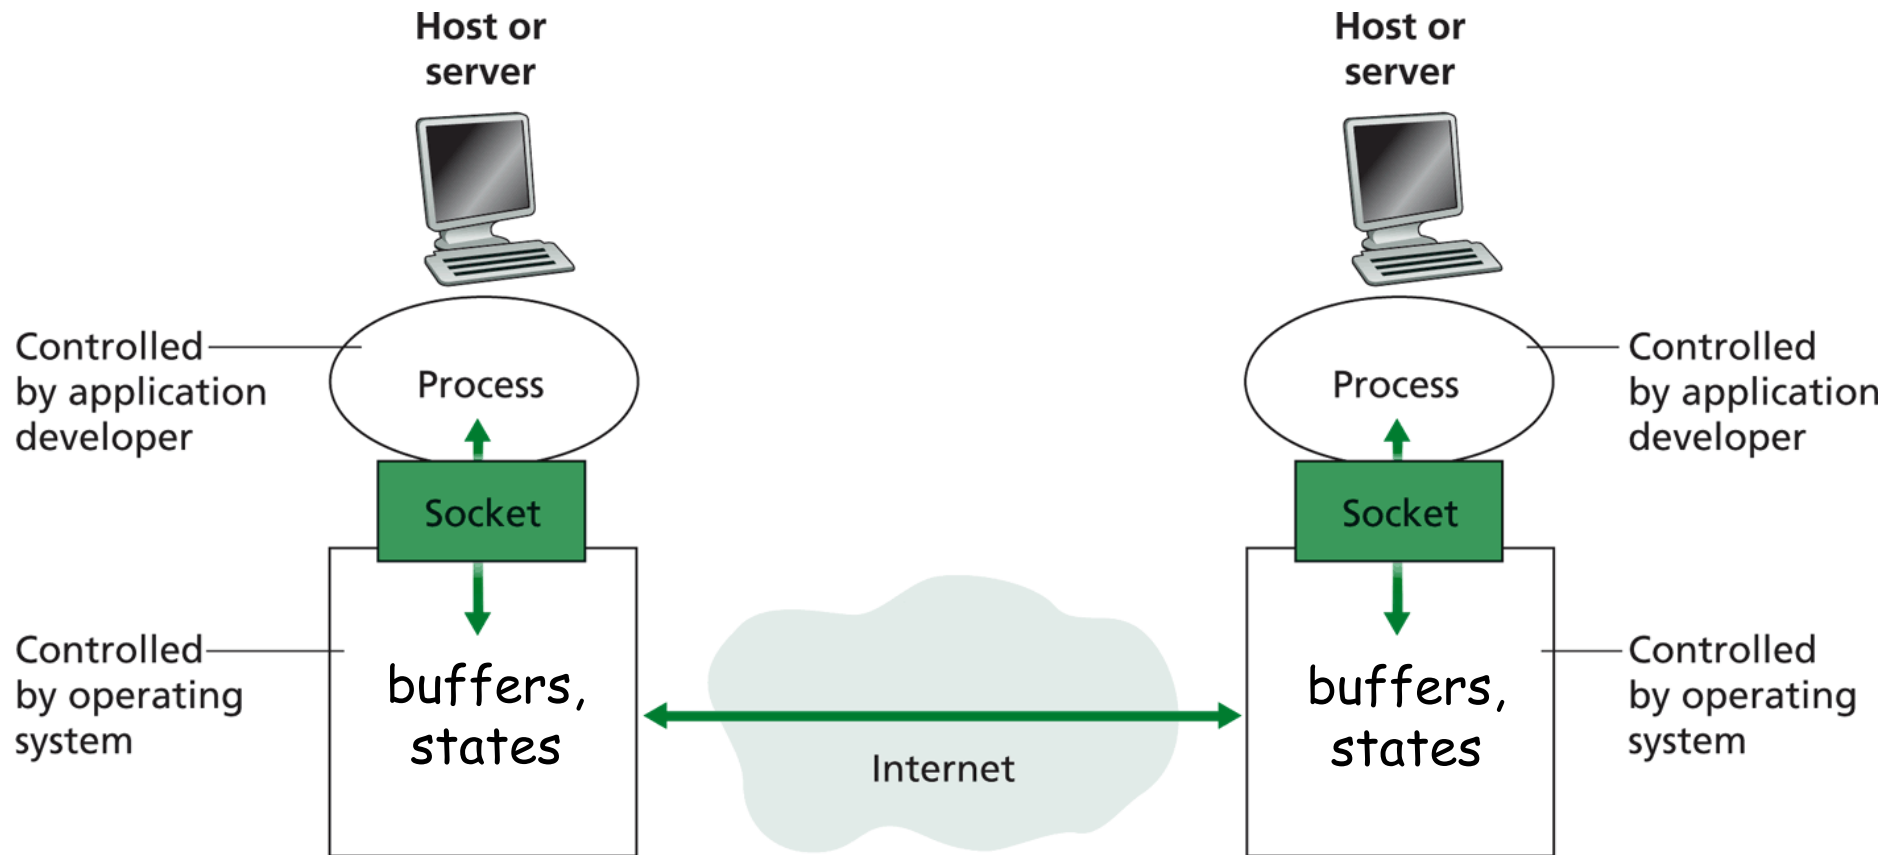 Host or
server
Host or
server
Controlled
by application
developer
Process
Process
Controlled
by application
developer
Socket
Socket
Controlled
by operating
system
buffers,
states
Internet
buffers,
states
Controlled
by operating
system